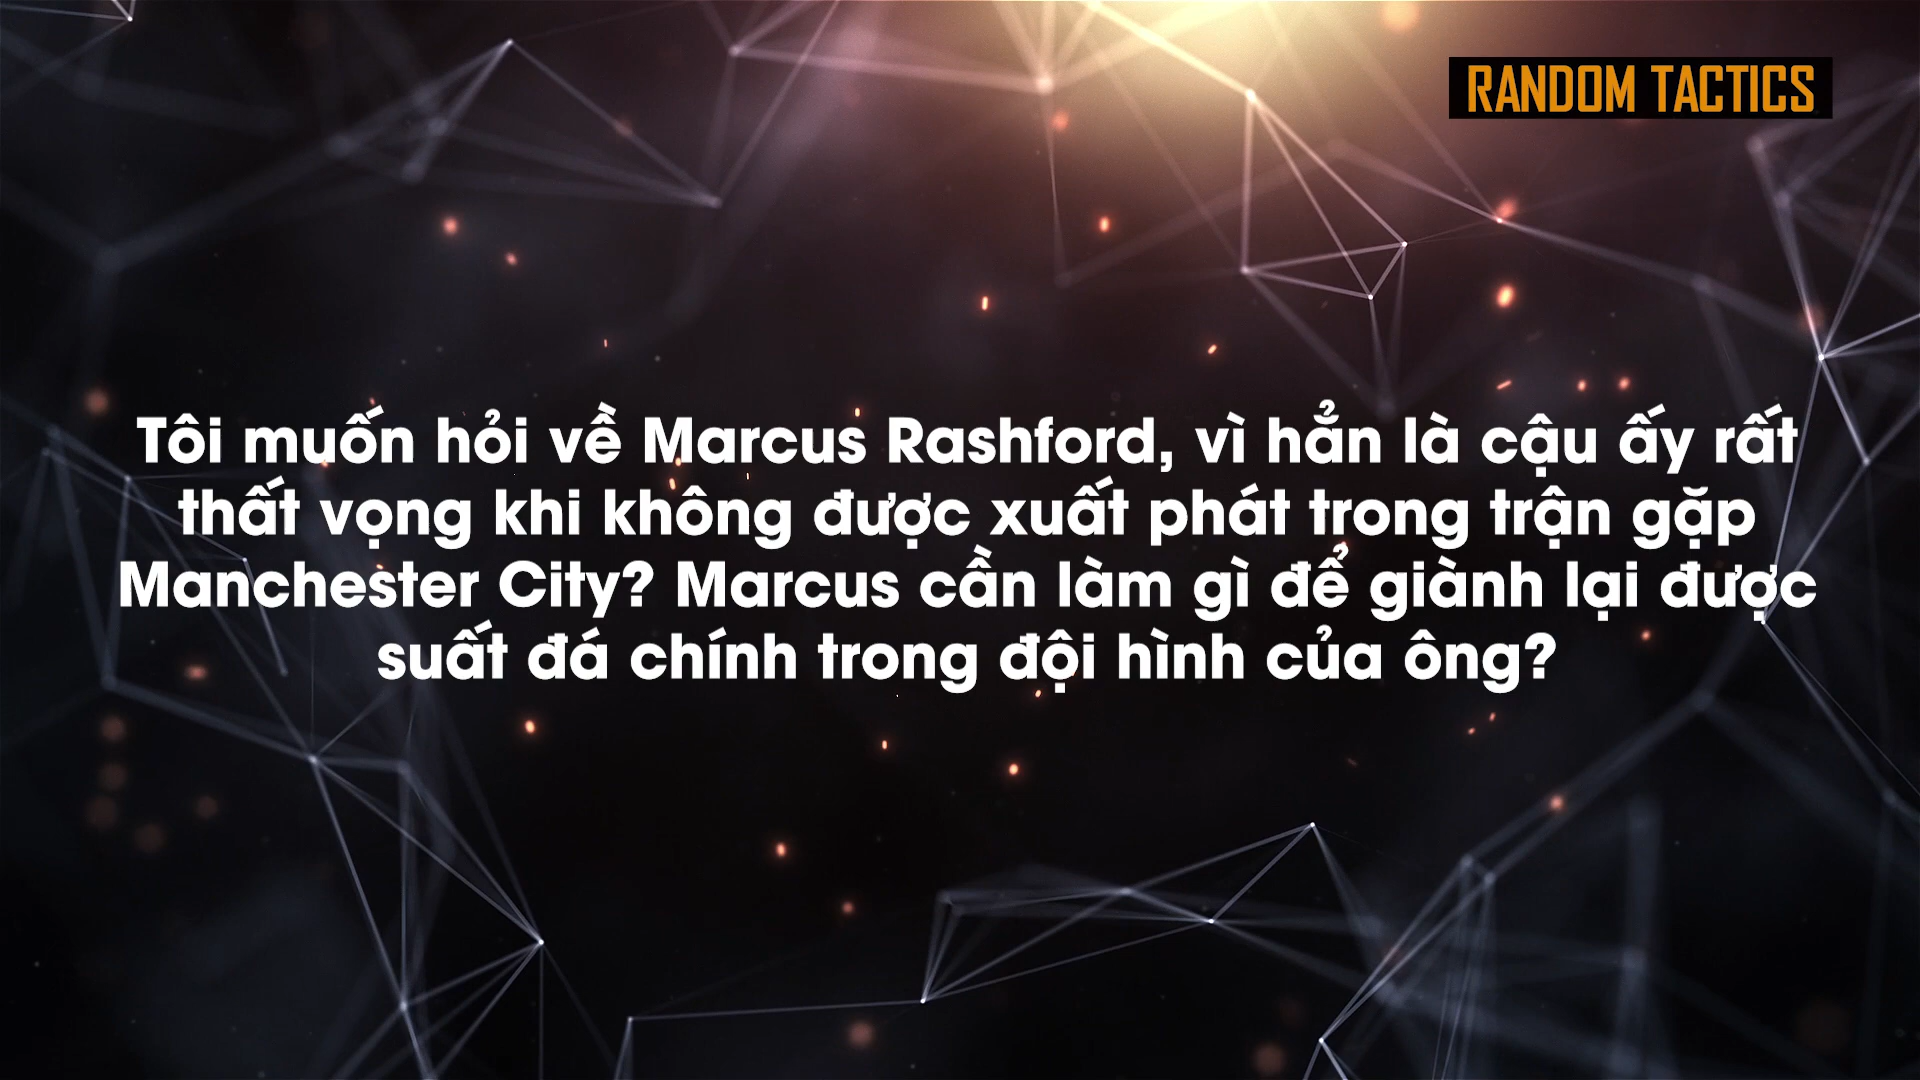 RANDOM TACTICS
Tôi muốn hỏi về Marcus Rashford, vì hẳn là cậu ấy rất
thất vọng khi không được xuất phát trong trận gặp
Manchester City? Marcus cần làm gì để giành lại được
suất đá chính trong đội hình của ông?